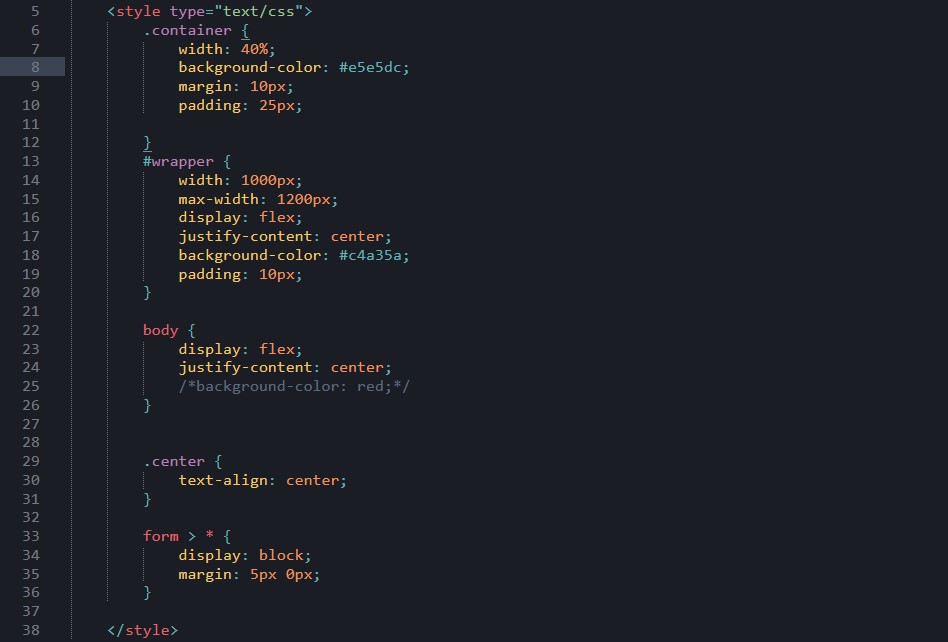 5 <style type="text/css">
6 .container {
7 width: 40%;
8 background-color: #e5e5dc;
9 margin: 10px;
10 padding: 25px;
11
12 }
13 #wrapper {
14 width: 1000px;
15 max-width: 1200px;
16 display: flex;
17 justify-content: center;
18 background-color: #c4a35a;
19 padding: 10px;
20 }
21
22 body {
23 display: flex;
24 justify-content: center;
25 /*background-color: red;*/
26 }
27
28
29 .center {
30 text-align: center;
31 }
32
33 form > * {
34 display: block;
35 margin: 5px 0px;
36 }
37
38 </style>